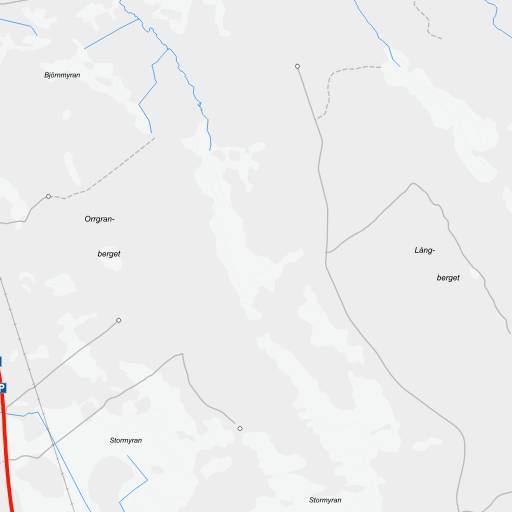 Björnmyran
Orrgran-
berget
Lång-
berget
P
Stormyran
Stormyran